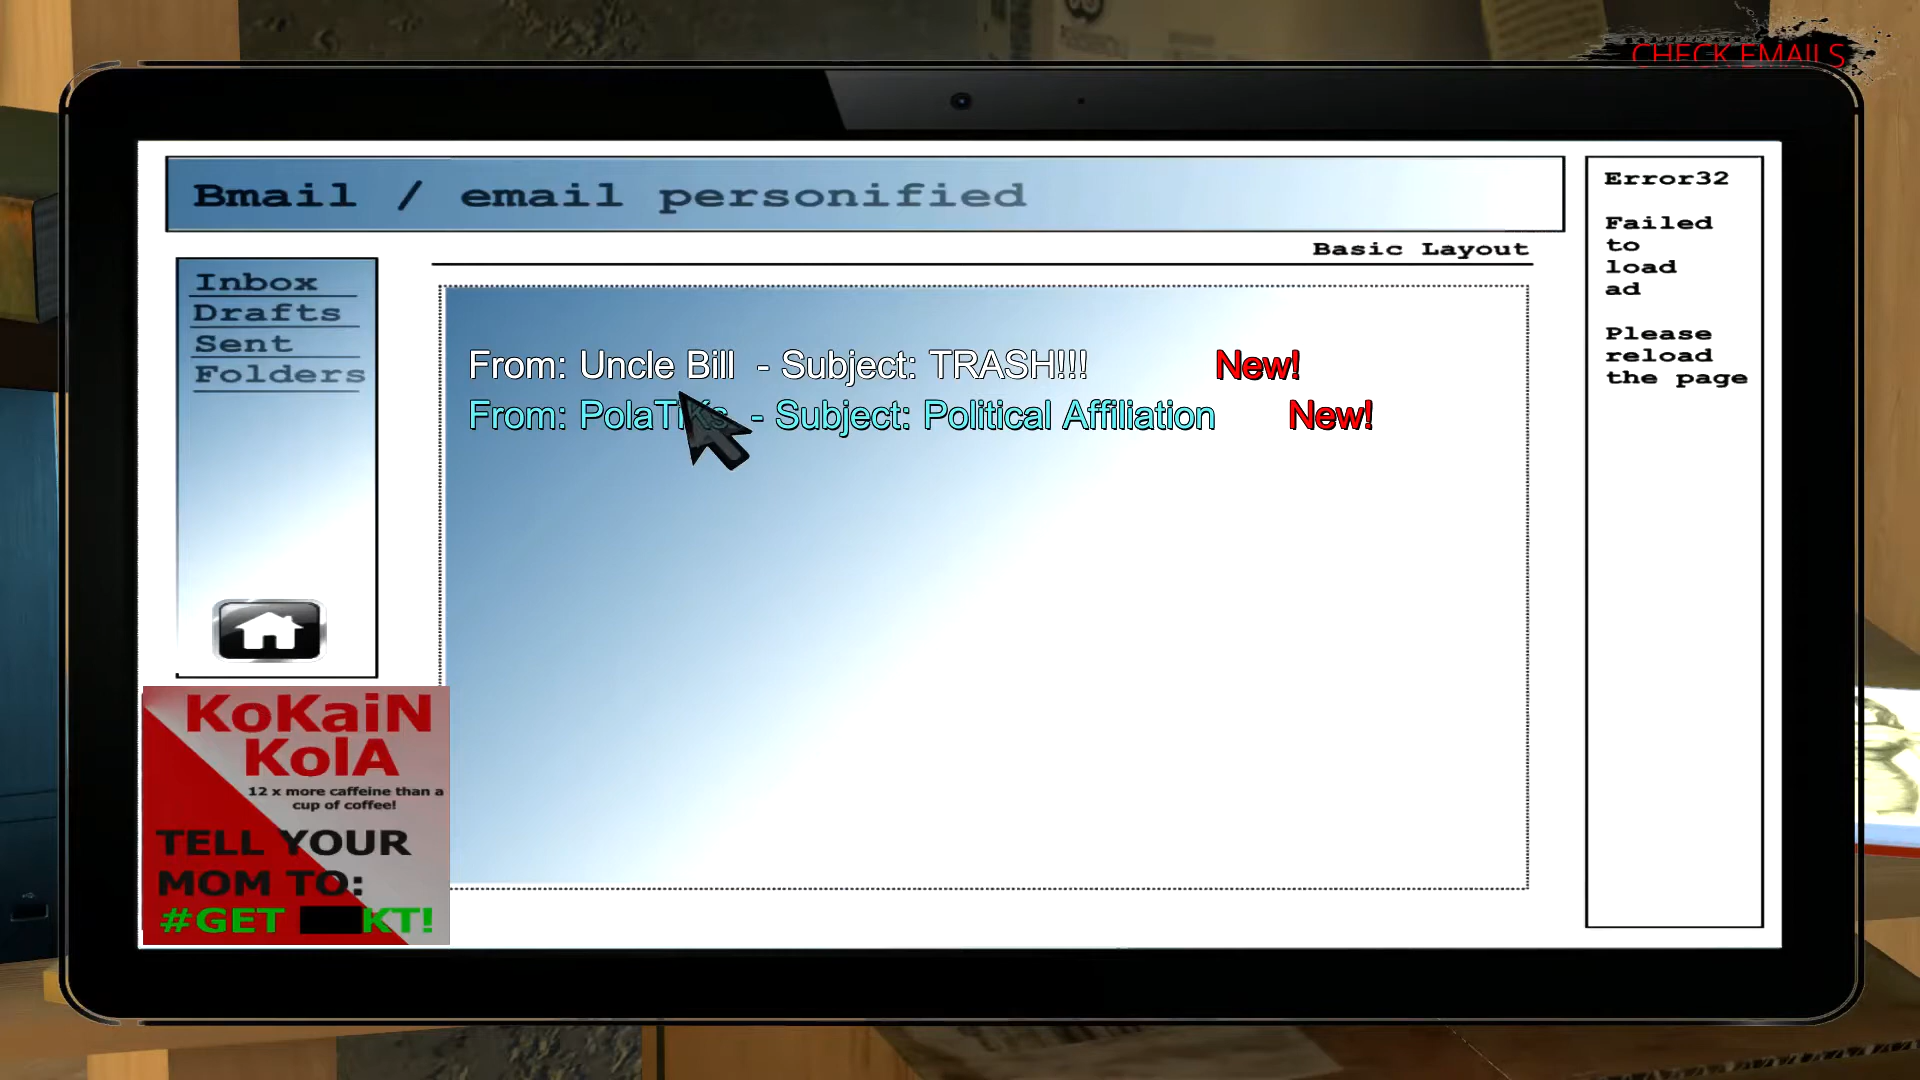 CHECK EMAILS
Bmail / email personified
Basic Layout
Inbox
Drafts
Sent
Folders
From: Uncle Bill - Subject: TRASH!!! New!
From: PolaTiKs - Subject: Political Affiliation New!
Error32
Failed
to
load
ad
Please
reload
the page
KoKaiN
KolA
12 x more caffeine than a
cup of coffee!
TELL YOUR
MOM TO:
#GET KT!